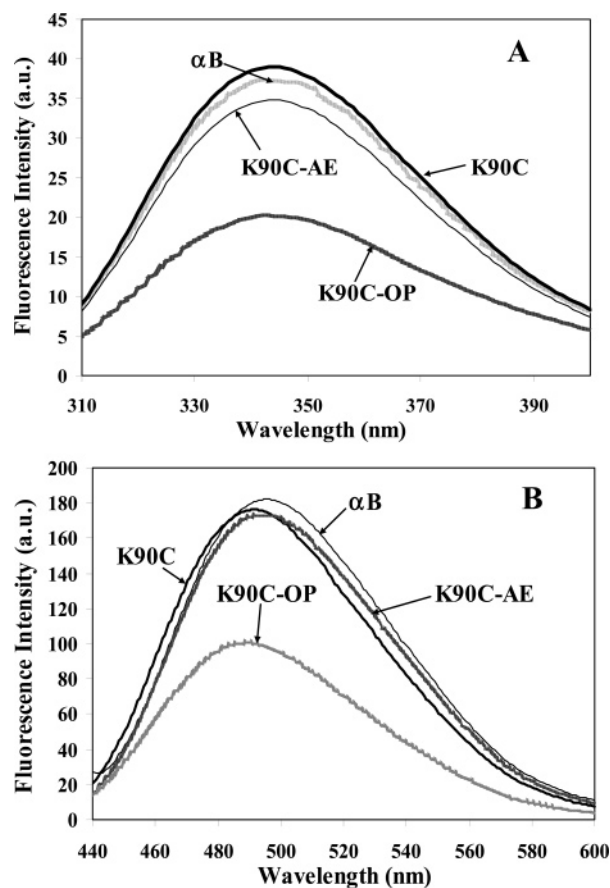 45
40
35
30
25
20
15
10
5
0
Fluorescence Intensity (a.u.)
αB
A
K90C-AE
K90C
K90C-OP
310 330 350 370 390
Wavelength (nm)
200
180
160
140
120
100
80
60
40
20
0
Fluorescence Intensity (a.u.)
B
αB
K90C
K90C-OP
K90C-AE
440 460 480 500 520 540 560 580 600
Wavelength (nm)